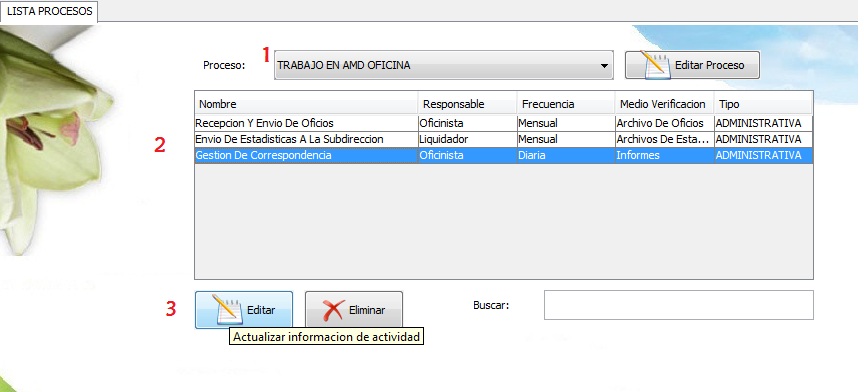 LISTA PROCESOS
1
Proceso: TRABAJO EN AMD OFICINA Editar Proceso
Nombre Responsable Frecuencia Medio Verificacion Tipo
Recepcion Y Envio De Oficios Oficinista Mensual Archivo De Oficios ADMINISTRATIVA
2 Envio De Estadisticas A La Subdireccion Liquidador Mensual Archivos De Esta... ADMINISTRATIVA
Gestion De Correspondencia Oficinista Diaria Informes ADMINISTRATIVA
3 Editar Eliminar Buscar:
Actualizar informacion de actividad